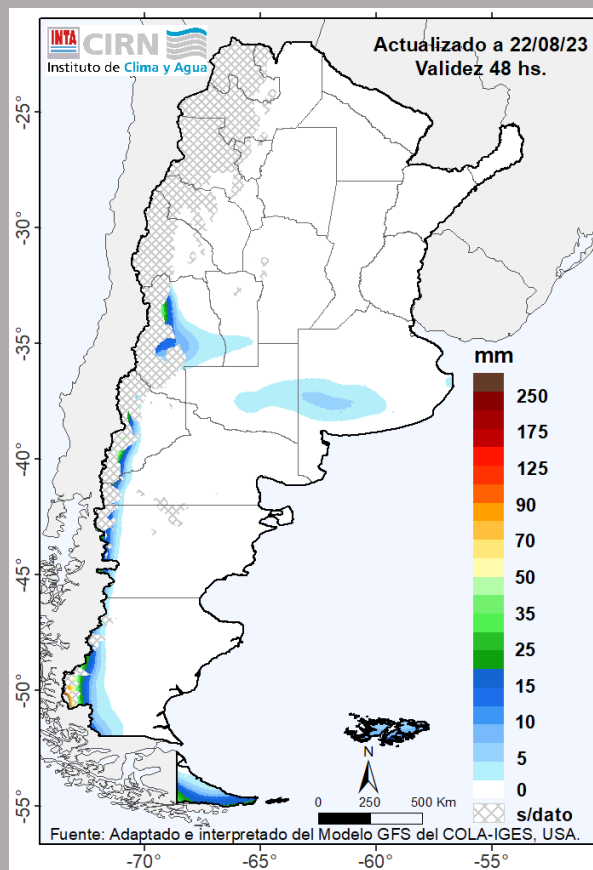 INTA CIRN
Instituto de Clima y Agua
Actualizado a 22/08/23
Validez 48 hs.
-25°
-30°
-35°
-40°
-45°
-50°
-55°
mm
250
175
125
90
70
50
35
25
15
10
5
0
s/dato
N
0 250 500 Km
Fuente: Adaptado e interpretado del Modelo GFS del COLA-IGES, USA.
-70° -65° -60° -55°